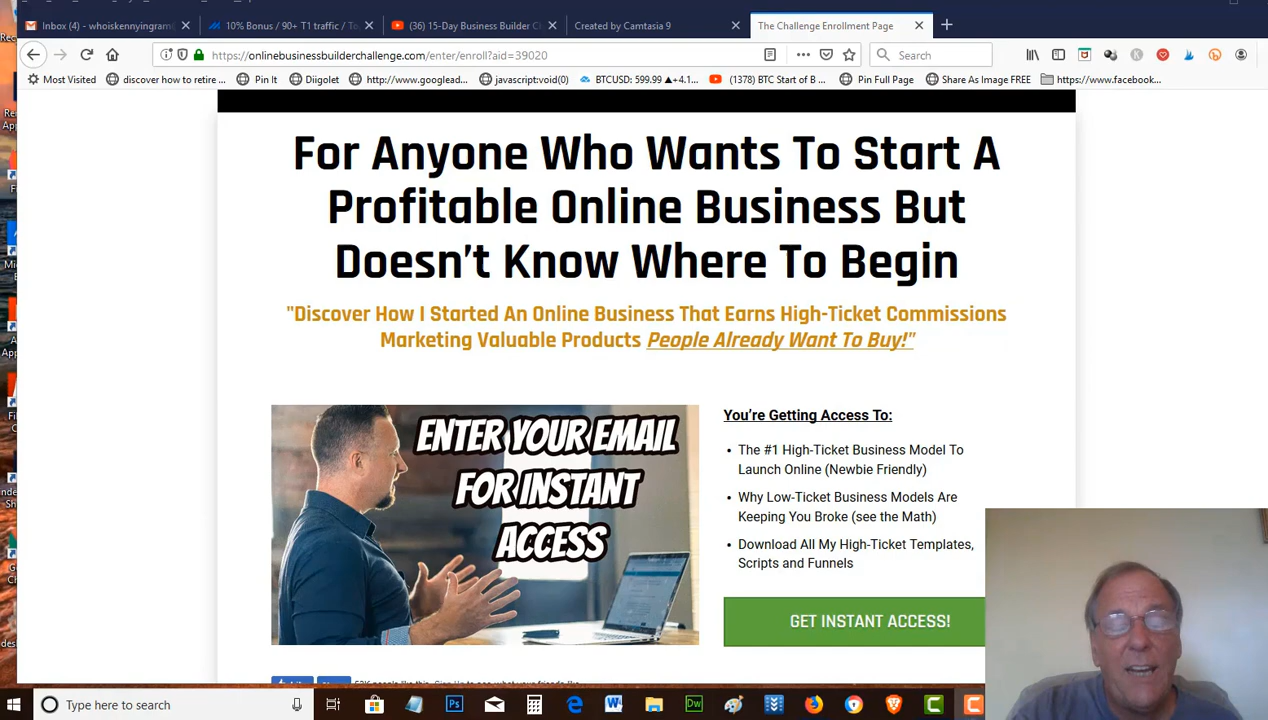 Inbox (4) - whoiskennyingram(
10% Bonus / 90+ T1 traffic / To
(36) 15-Day Business Builder C
Created by Camtasia 9
The Challenge Enrollment Page
https://onlinebusinessbuilderchallenge.com/enter/enroll?aid=39020
Search
Most Visited
discover how to retire ...
Pin It
Diigolet
http://www.googlead...
javascript:void(0)
BTCUSD: 599.99 ▲+4.1...
(1378) BTC Start of B ...
Pin Full Page
Share As Image FREE
https://www.facebook...
For Anyone Who Wants To Start A
Profitable Online Business But
Doesn't Know Where To Begin
"Discover How I Started An Online Business That Earns High-Ticket Commissions
Marketing Valuable Products People Already Want To Buy!"
ENTER YOUR EMAIL
FOR INSTANT
ACCESS
You're Getting Access To:
• The #1 High-Ticket Business Model To
Launch Online (Newbie Friendly)
• Why Low-Ticket Business Models Are
Keeping You Broke (see the Math)
• Download All My High-Ticket Templates,
Scripts and Funnels
GET INSTANT ACCESS!
Type here to search